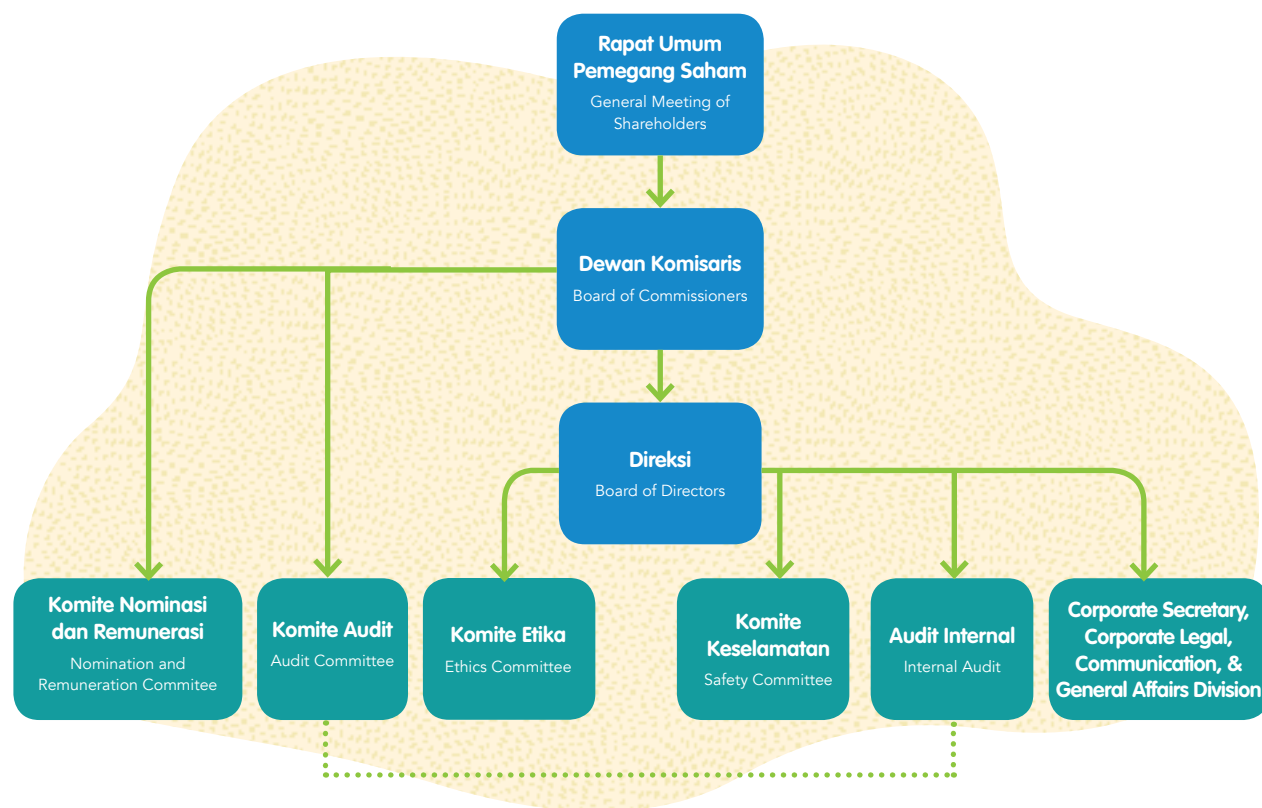 Rapat Umum
Pemegang Saham
General Meeting of
Shareholders
Dewan Komisaris
Board of Commissioners
Direksi
Board of Directors
Komite Nominasi
dan Remunerasi
Nomination and
Remuneration Commitee
Komite Audit
Audit Committee
Komite Etika
Ethics Committee
Komite
Keselamatan
Safety Committee
Audit Internal
Internal Audit
Corporate Secretary,
Corporate Legal,
Communication, &
General Affairs Division